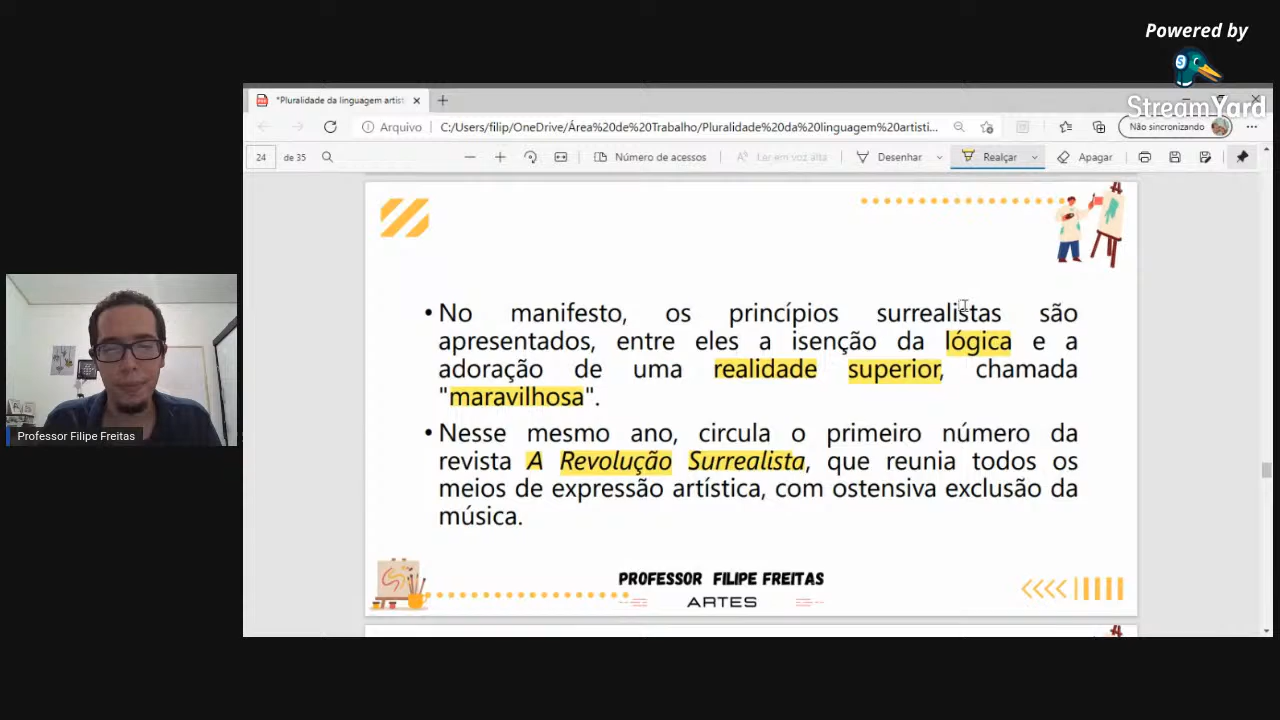 Powered by
StreamYard
*Pluralidade da linguagem artist
Arquivo
C:/Users/filip/OneDrive/Área%20de%20Trabalho/Pluralidade%20da%20linguagem%20artisti...
Não sincronizando
24 de 35
Número de acessos
Ler em voz alta
Desenhar
Realçar
Apagar
• No manifesto, os princípios surrealistas são
apresentados, entre eles a isenção da lógica e a
adoração de uma realidade superior, chamada
"maravilhosa".
• Nesse mesmo ano, circula o primeiro número da
revista A Revolução Surrealista, que reunia todos os
meios de expressão artística, com ostensiva exclusão da
música.
PROFESSOR FILIPE FREITAS
ARTES
Professor Filipe Freitas